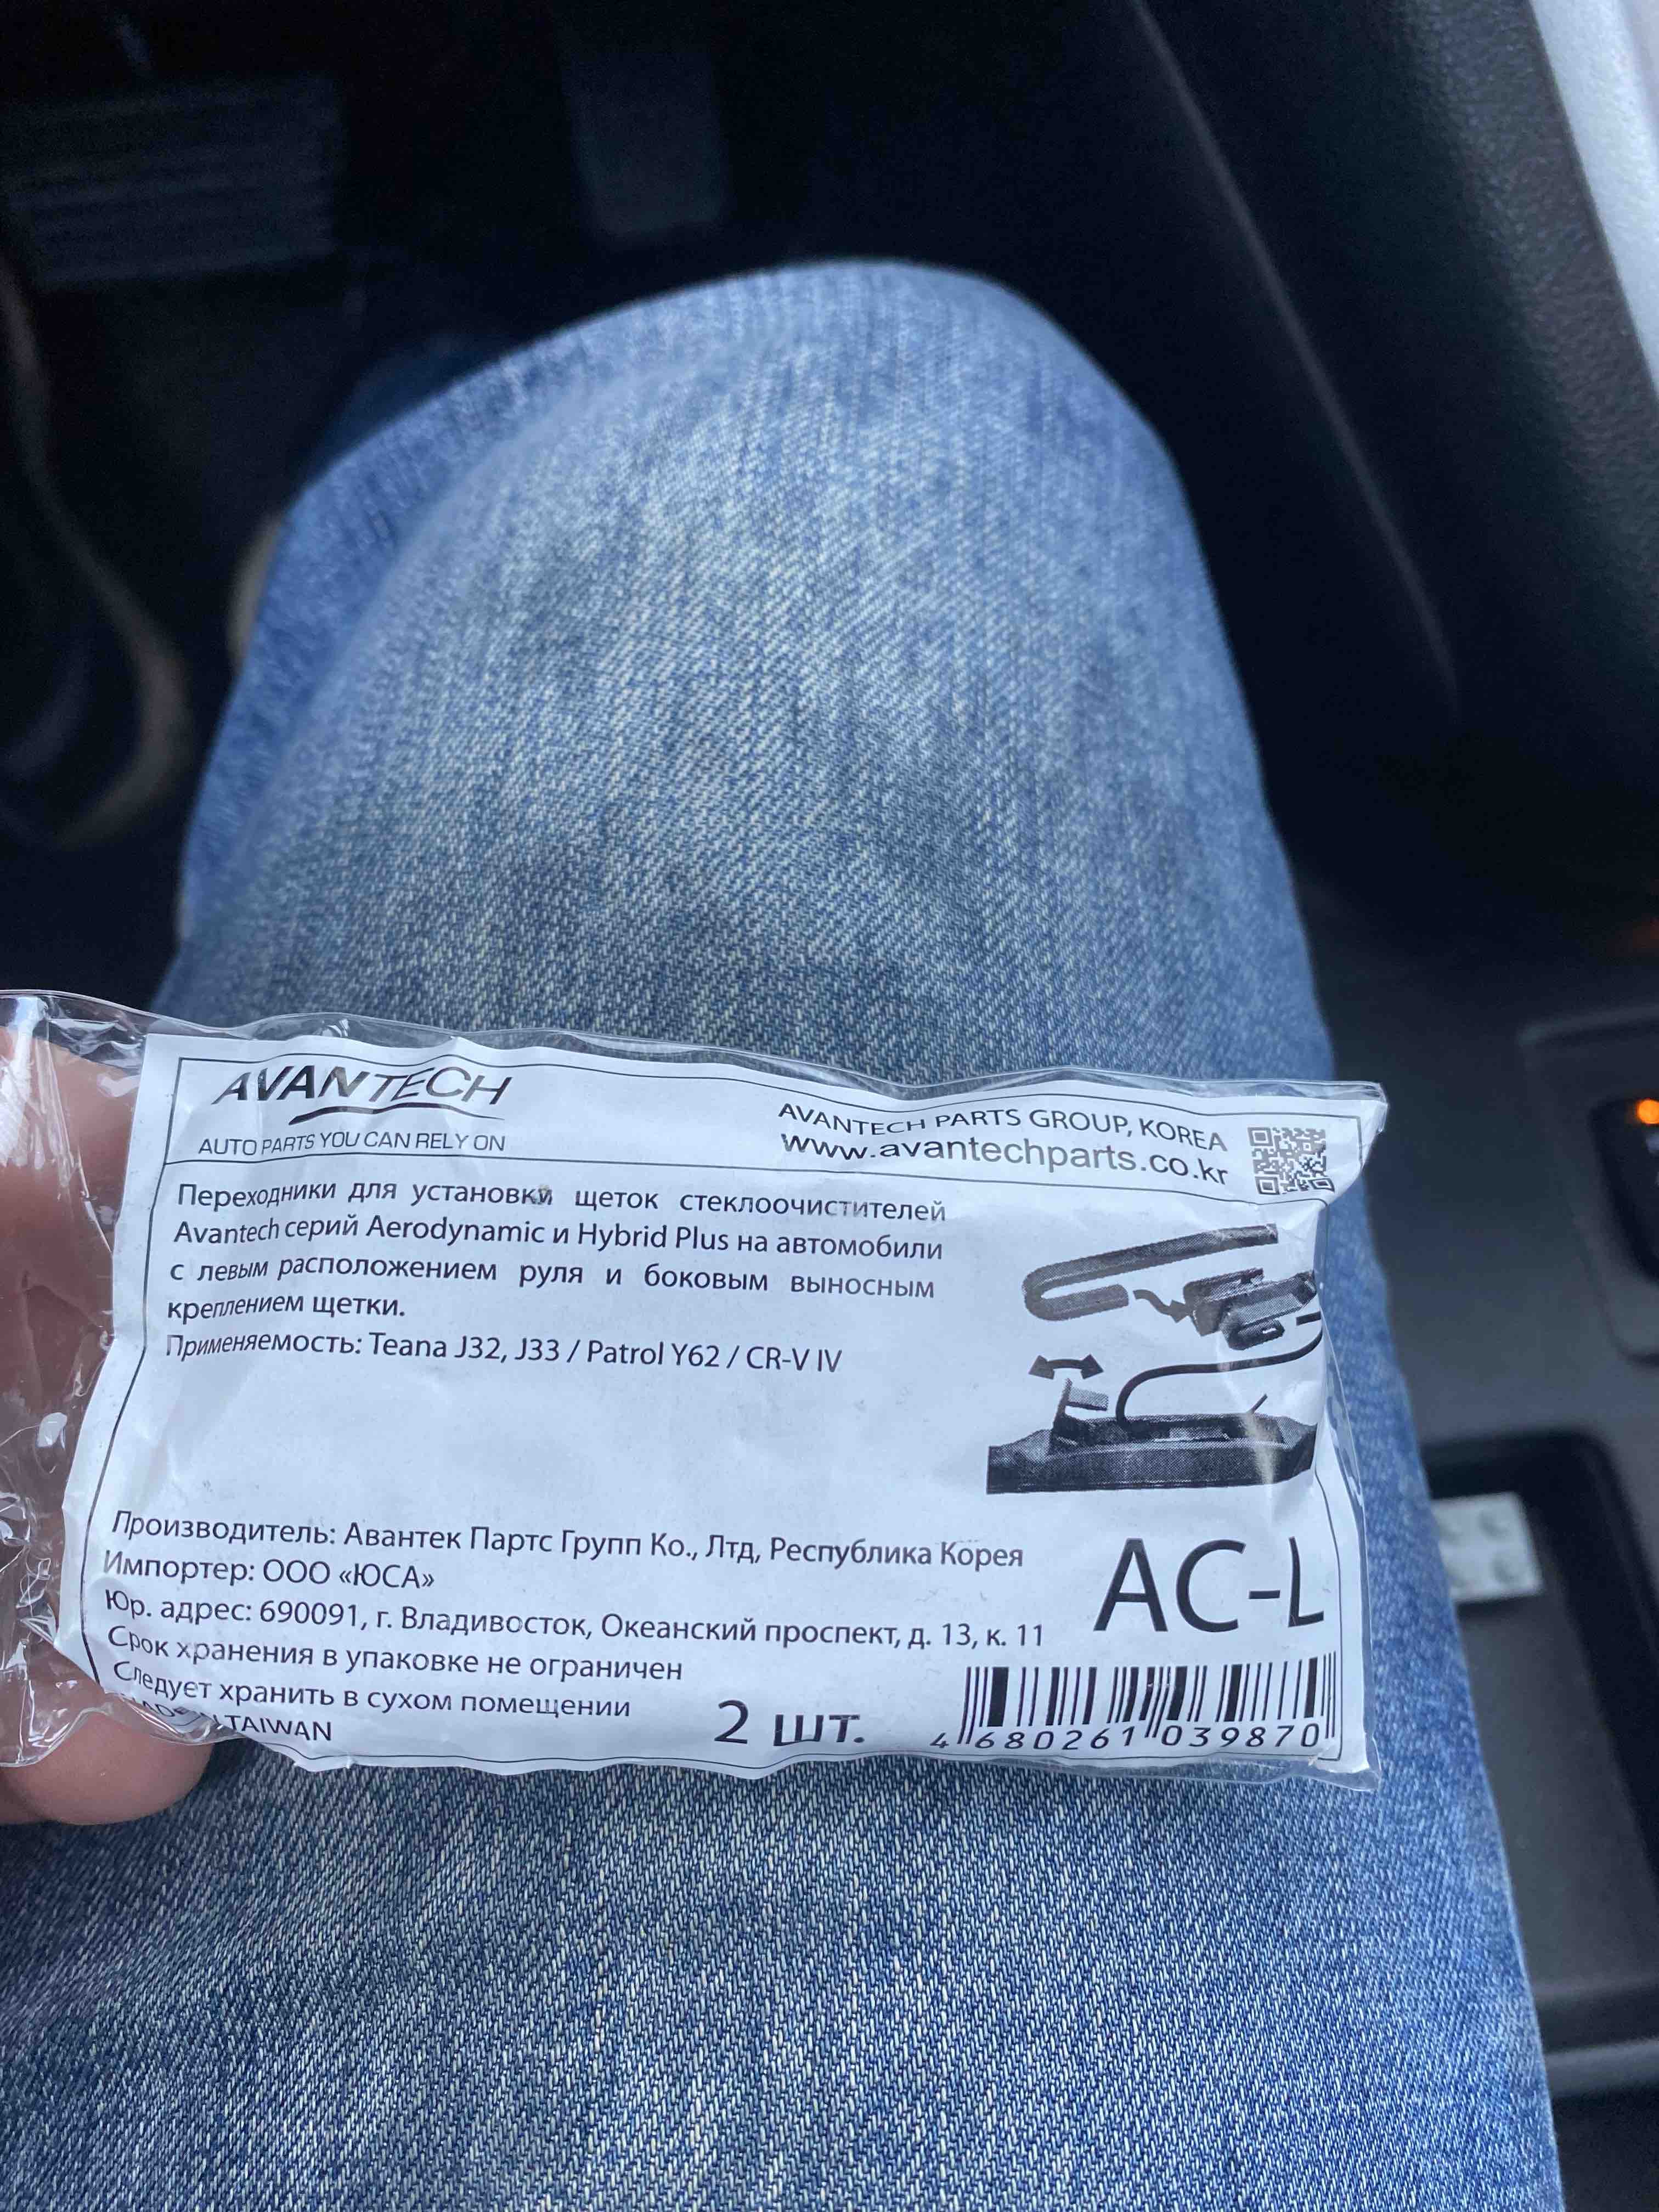 AVANTECH
AUTO PARTS YOU CAN RELY ON
AVANTECH PARTS GROUP, KOREA
www.avantechparts.co.kr
Переходники для установки щеток стеклоочистителей
Avantech серий Aerodynamic и Hybrid Plus на автомобили
с левым расположением руля и боковым выносным
креплением щетки.
Применяемость: Teana J32, J33 / Patrol Y62 / CR-V IV
Производитель: Авантек Партс Групп Ко., Лтд, Республика Корея
Импортер: ООО «ЮСА»
Юр. адрес: 690091, г. Владивосток, Океанский проспект, д. 13, к. 11
Срок хранения в упаковке не ограничен
Следует хранить в сухом помещении
MADE IN TAIWAN
2 шт.
AC-L
4 680261 039870